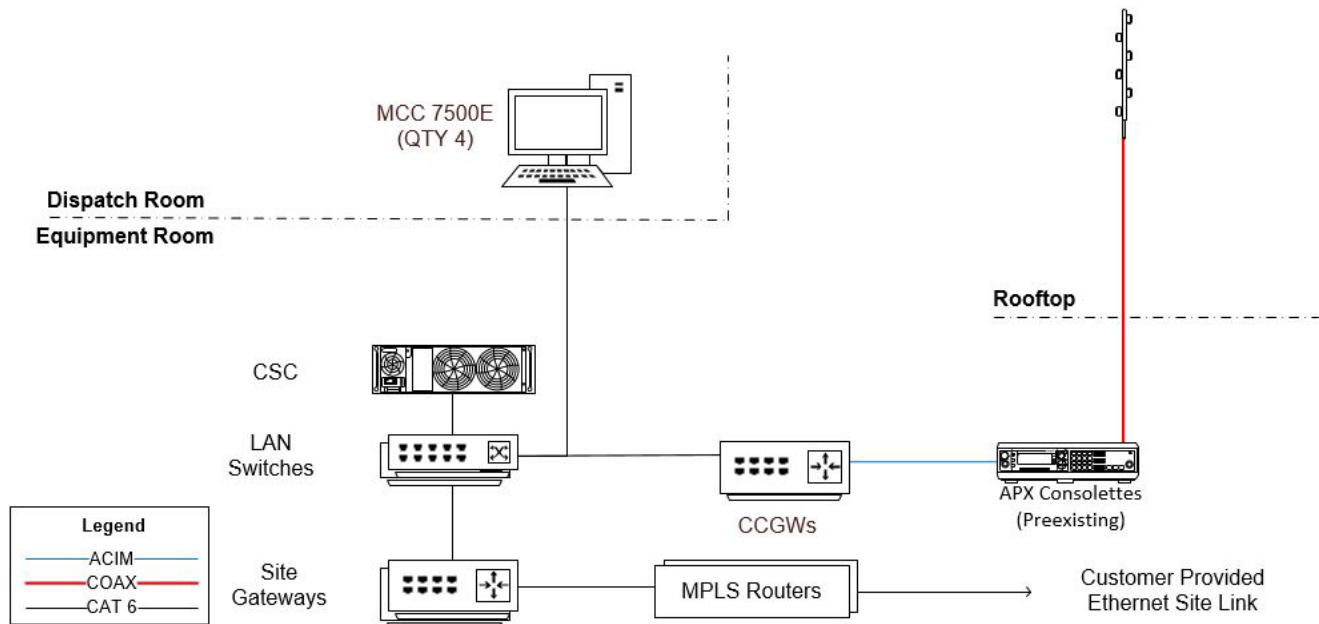 MCC 7500E
(QTY 4)
Dispatch Room
Equipment Room
Rooftop
CSC
LAN
Switches
CCGWs
APX Consolettes
(Preexisting)
Legend
ACIM
COAX
CAT 6
Site
Gateways
MPLS Routers
Customer Provided
Ethernet Site Link